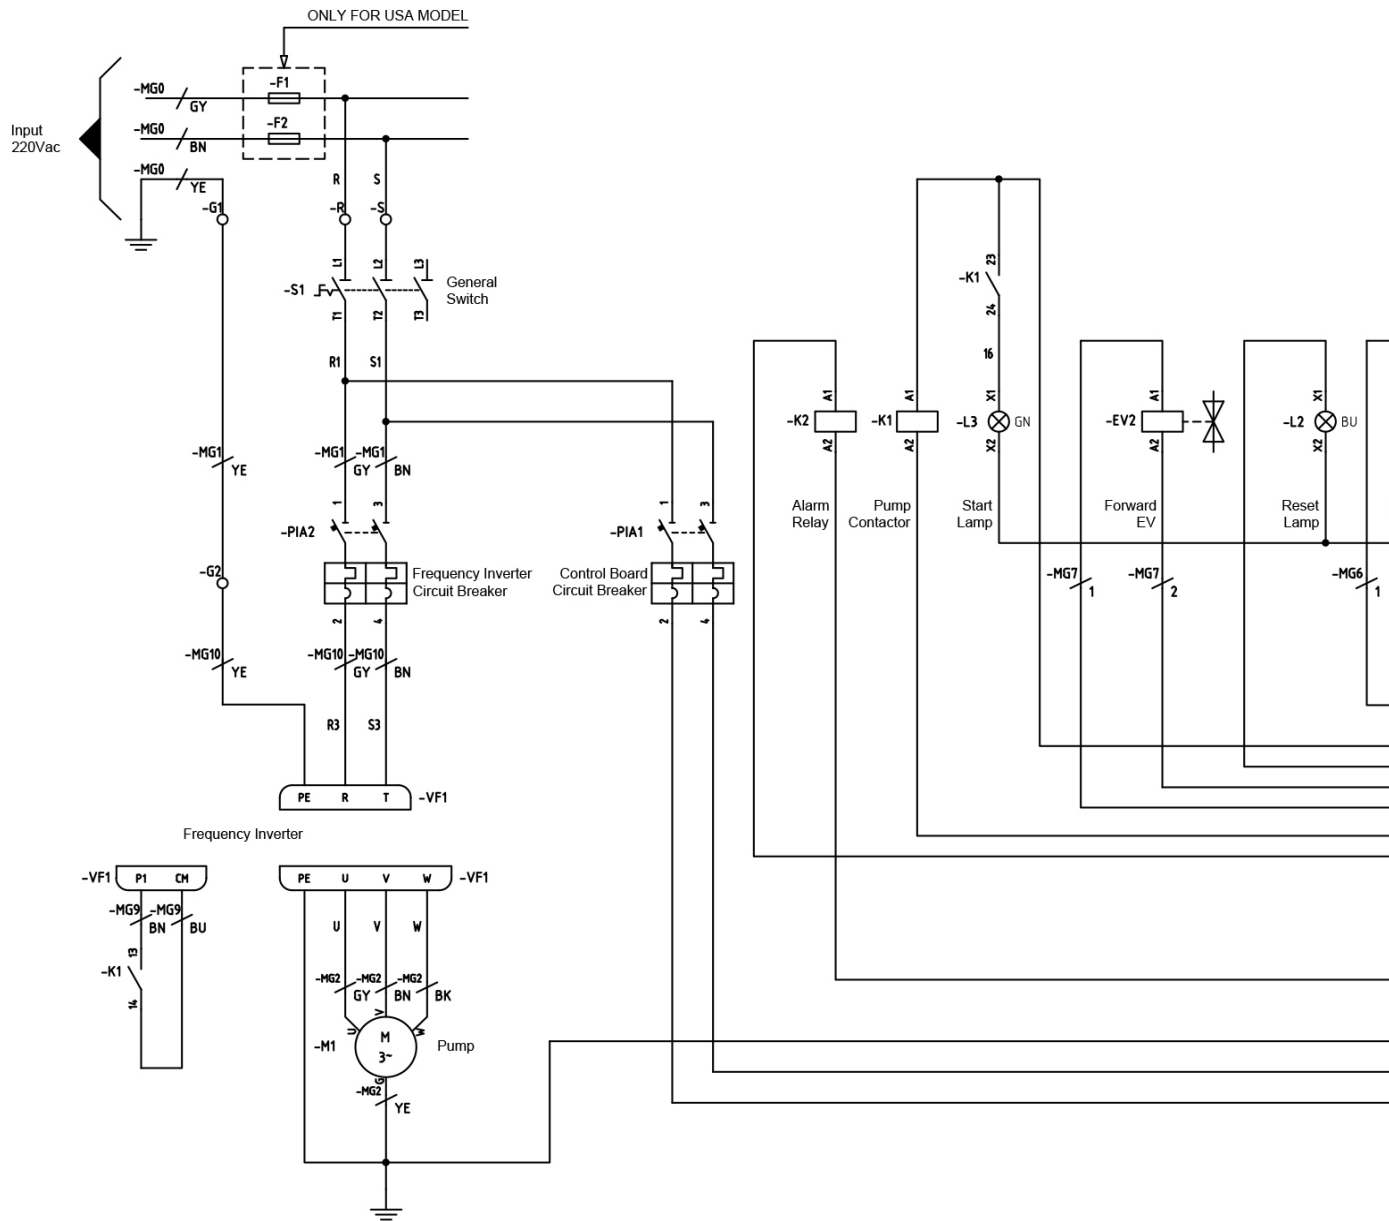 ONLY FOR USA MODEL
-F1
-MG0
GY
-F2
-MG0
BN
Input
220Vac
-MG0
YE
R
S
-G1
-R
-S
23
-K1
24
L1
L2
L3
-S1
General
Switch
T1
T2
T3
R1
S1
16
A1
A1
X1
A1
X1
-K2
-K1
-L3
GN
-EV2
-L2
BU
A2
A2
X2
A2
X2
-MG1
YE
-MG1
GY
-MG1
BN
Alarm
Relay
Pump
Contactor
Start
Lamp
Forward
EV
Reset
Lamp
1
3
1
3
-PIA2
-PIA1
-G2
Frequency Inverter
Circuit Breaker
Control Board
Circuit Breaker
-MG7
1
-MG7
2
-MG6
1
2
4
2
4
-MG10
YE
-MG10
GY
-MG10
BN
R3
S3
PE
R
T
-VF1
Frequency Inverter
-VF1
P1
CM
PE
U
V
W
-VF1
-MG9
BN
-MG9
BU
U
V
W
13
-K1
14
-MG2
GY
-MG2
BN
-MG2
BK
U
V
W
-M1
M
3~
Pump
G
-MG2
YE